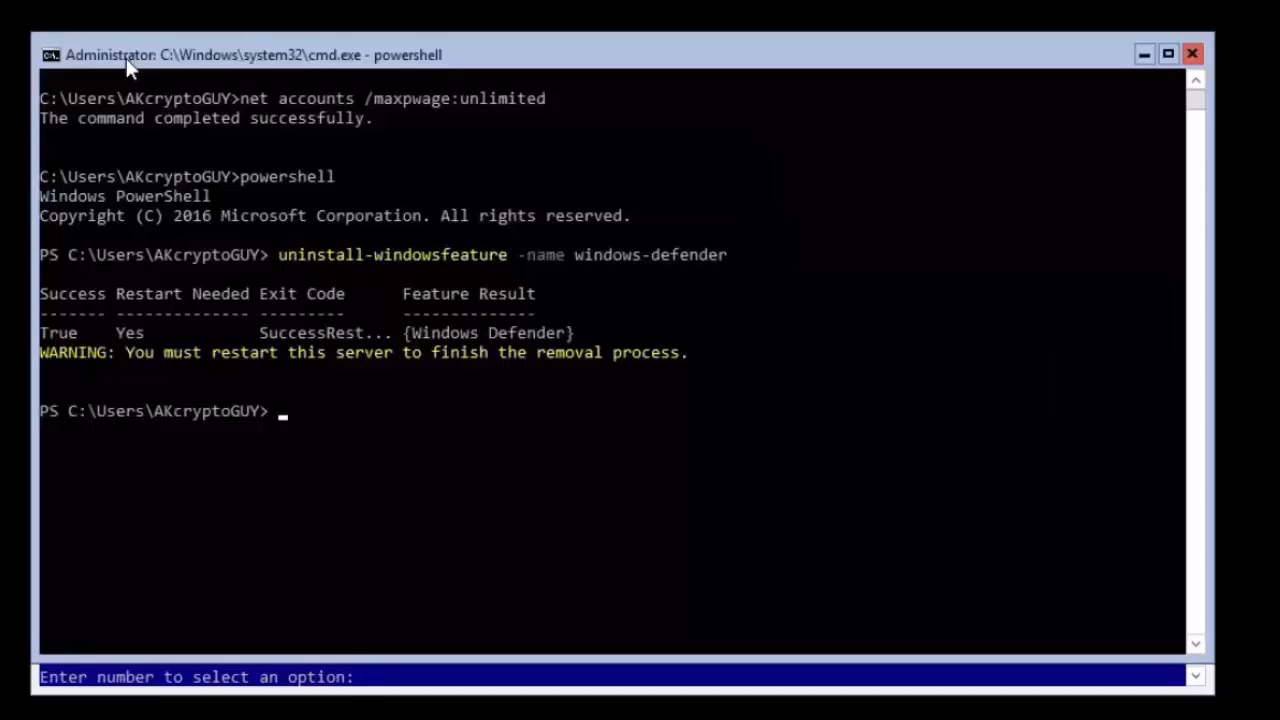 Administrator: C:\Windows\system32\cmd.exe - powershell
C:\Users\AKcryptoGUY>net accounts /maxpwage:unlimited
The command completed successfully.
C:\Users\AKcryptoGUY>powershell
Windows PowerShell
Copyright (C) 2016 Microsoft Corporation. All rights reserved.
PS C:\Users\AKcryptoGUY> uninstall-windowsfeature -name windows-defender
Success Restart Needed Exit Code      Feature Result
------- -------------- ---------      --------------
True    Yes            SuccessRest... {Windows Defender}
WARNING: You must restart this server to finish the removal process.
PS C:\Users\AKcryptoGUY>
Enter number to select an option: